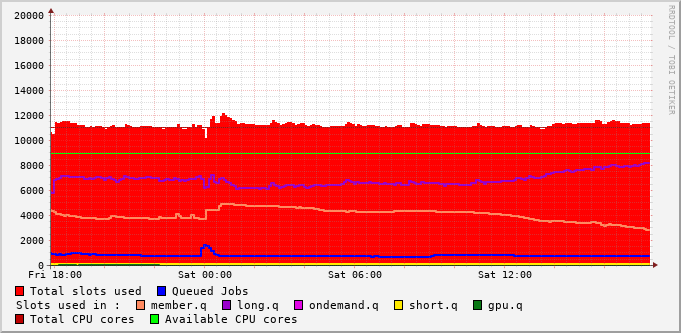 20000
18000
16000
14000
12000
10000
8000
6000
4000
2000
0
Fri 18:00 Sat 00:00 Sat 06:00 Sat 12:00
RRDTOOL / TOBI OETIKER
Total slots used Queued Jobs
Slots used in : member.q long.q ondemand.q short.q gpu.q
Total CPU cores Available CPU cores